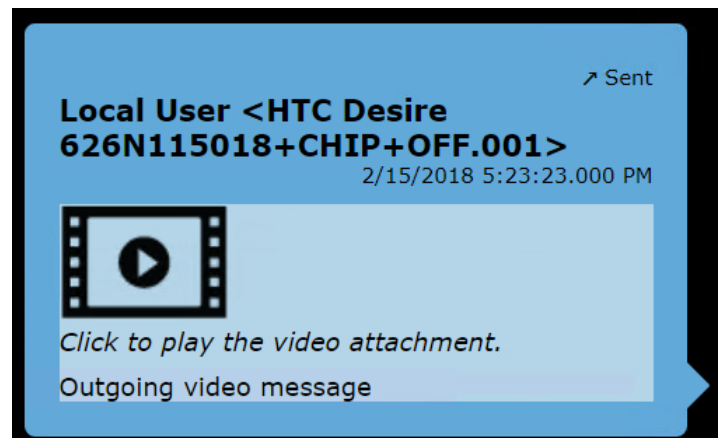 ↗ Sent
Local User <HTC Desire
626N115018+CHIP+OFF.001>
2/15/2018 5:23:23.000 PM
Click to play the video attachment.
Outgoing video message